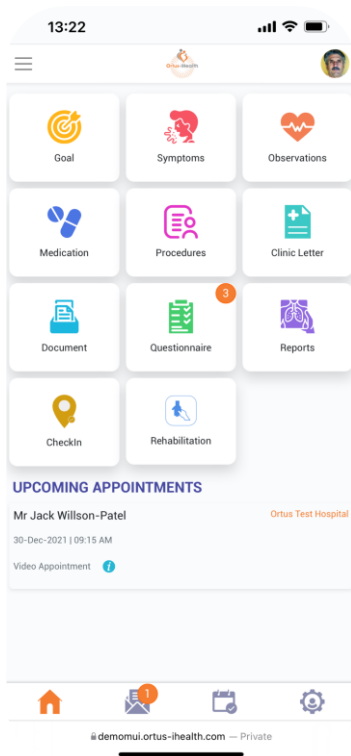 13:22
Ortus-iHealth
Goal
Symptoms
Observations
Medication
Procedures
Clinic Letter
3
Document
Questionnaire
Reports
CheckIn
Rehabilitation
UPCOMING APPOINTMENTS
Mr Jack Willson-Patel
Ortus Test Hospital
30-Dec-2021 | 09:15 AM
Video Appointment i
1
demomui.ortus-ihealth.com — Private